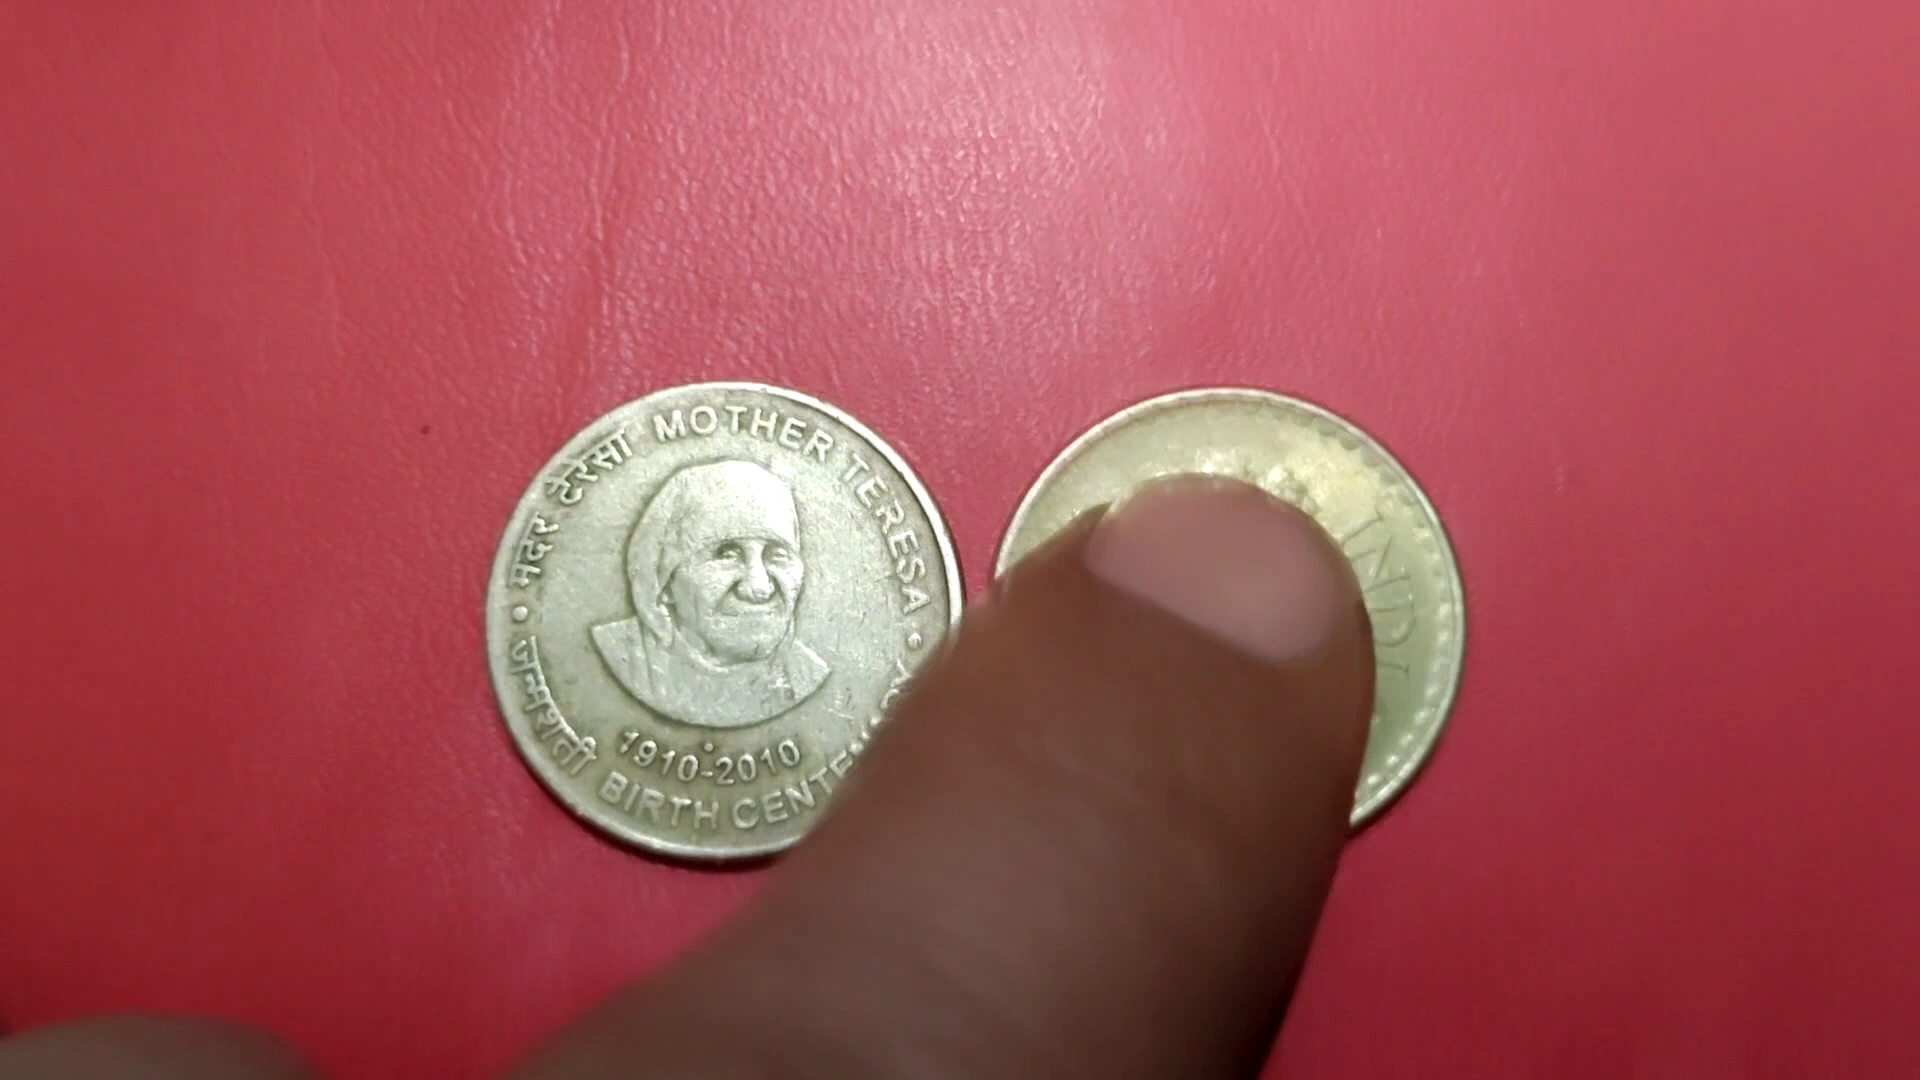 MOTHER TERESA
मदर टेरेसा
1910-2010
जन्मशती
BIRTH CENTE
INDI